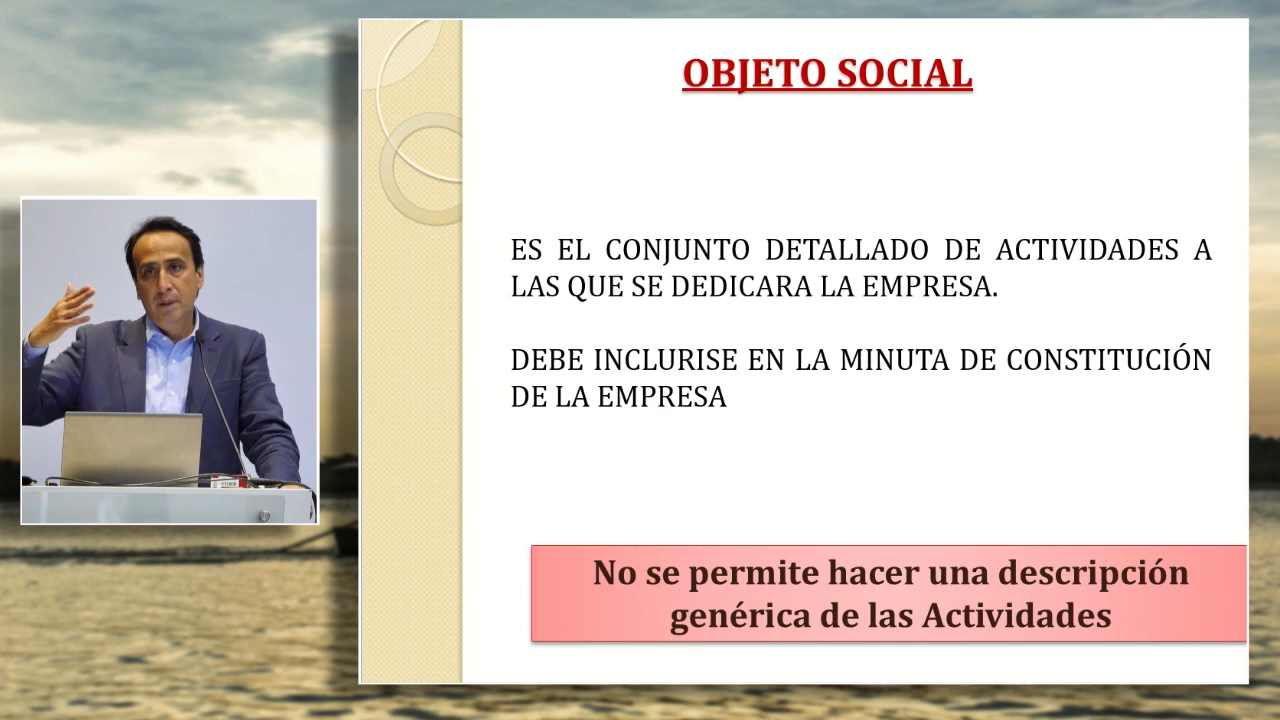 OBJETO SOCIAL
ES EL CONJUNTO DETALLADO DE ACTIVIDADES A
LAS QUE SE DEDICARA LA EMPRESA.
DEBE INCLURISE EN LA MINUTA DE CONSTITUCIÓN
DE LA EMPRESA
No se permite hacer una descripción
genérica de las Actividades